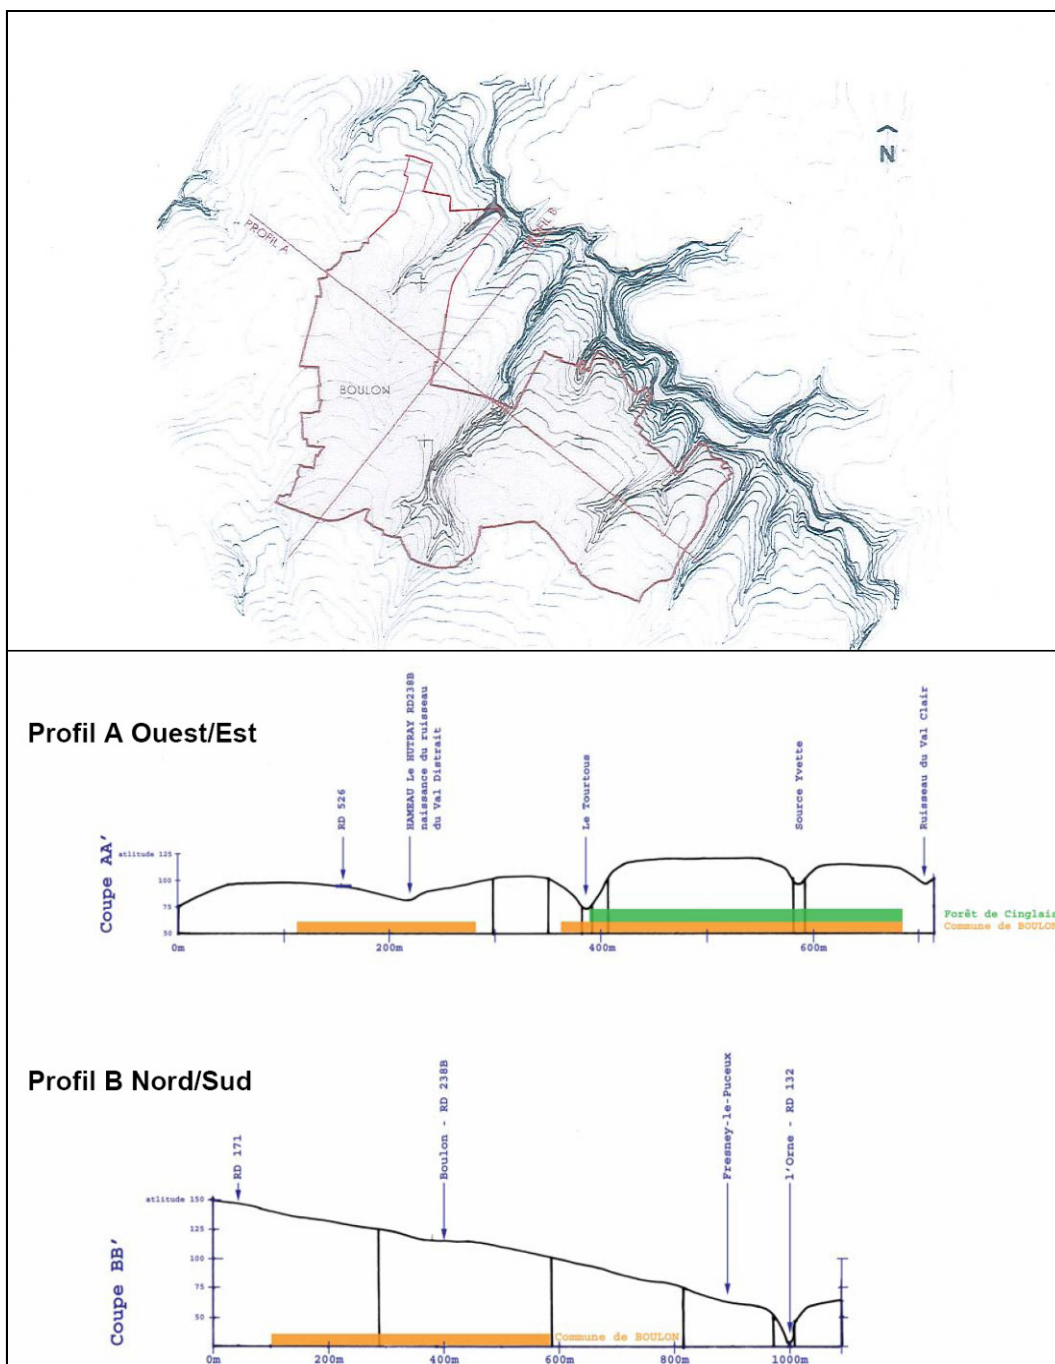 N
PROFIL A
PROFIL B
BOULON
Profil A Ouest/Est
RD 526
HAMEAU Le HUTRAY RD238B
naissance du ruisseau
du Val Distrait
Le Tourtous
Source Yvette
Ruisseau du Val Clair
Coupe AA'
atlitude 125
100
75
50
0m
200m
400m
600m
Forêt de Cinglais
Commune de BOULON
Profil B Nord/Sud
RD 171
Boulon - RD 238B
Fresney-le-Puceux
l'Orne - RD 132
Coupe BB'
atlitude 150
125
100
75
50
Commune de BOULON
0m
200m
400m
600m
800m
1000m